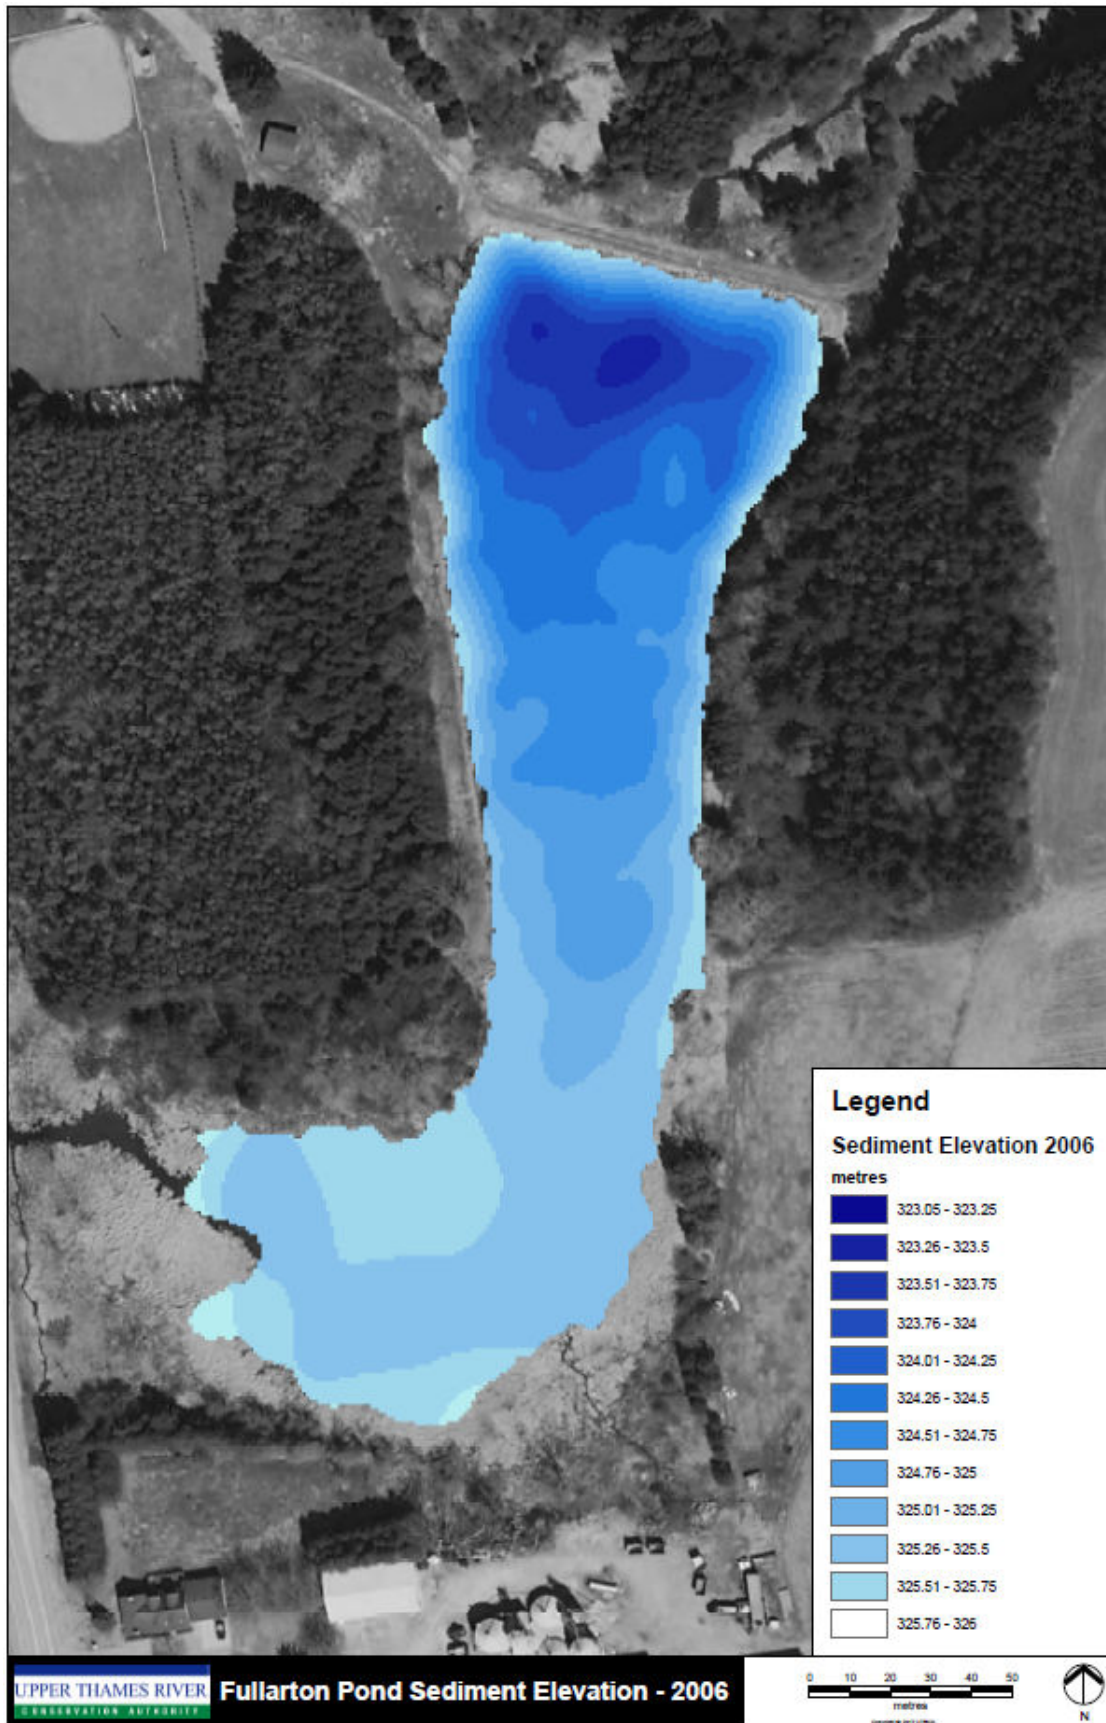 Legend
Sediment Elevation 2006
metres
323.05 - 323.25
323.26 - 323.5
323.51 - 323.75
323.76 - 324
324.01 - 324.25
324.26 - 324.5
324.51 - 324.75
324.76 - 325
325.01 - 325.25
325.26 - 325.5
325.51 - 325.75
325.76 - 326
UPPER THAMES RIVER
CONSERVATION AUTHORITY
Fullarton Pond Sediment Elevation - 2006
0 10 20 30 40 50
metres
N